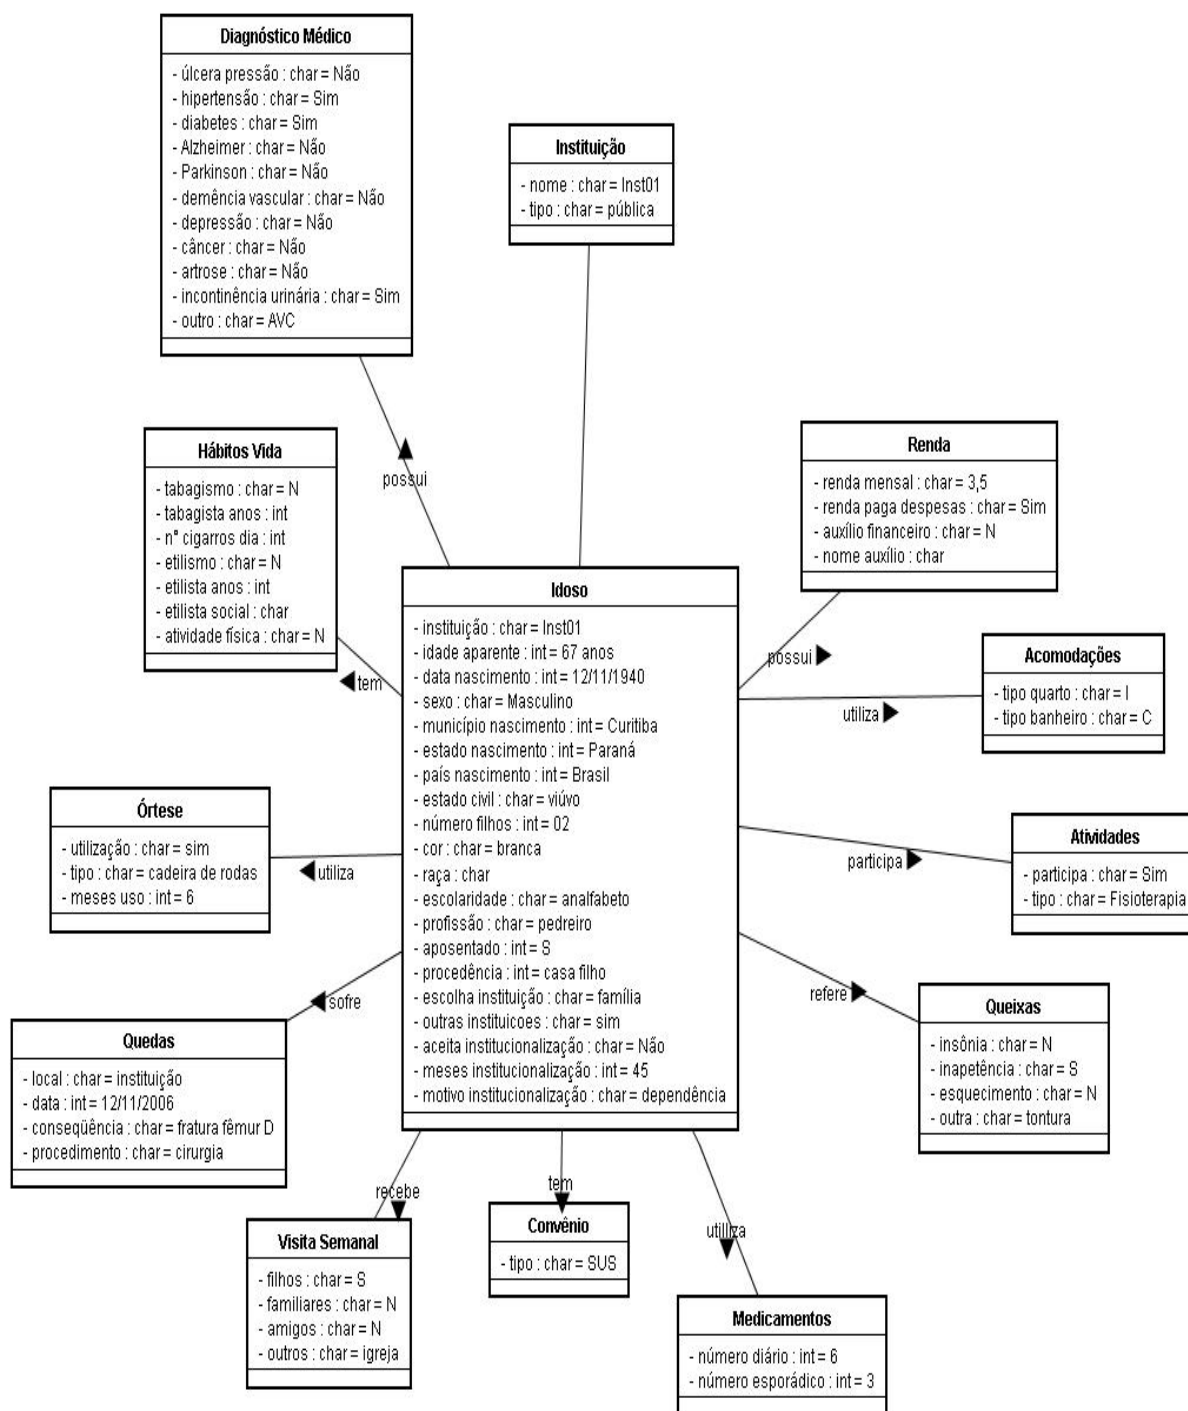 Diagnóstico Médico
- úlcera pressão : char = Não
- hipertensão : char = Sim
- diabetes : char = Sim
- Alzheimer : char = Não
- Parkinson : char = Não
- demência vascular : char = Não
- depressão : char = Não
- câncer : char = Não
- artrose : char = Não
- incontinência urinária : char = Sim
- outro : char = AVC
Instituição
- nome : char = Inst01
- tipo : char = pública
Hábitos Vida
- tabagismo : char = N
- tabagista anos : int
- n° cigarros dia : int
- etilismo : char = N
- etilista anos : int
- etilista social : char
- atividade física : char = N
possui
Renda
- renda mensal : char = 3,5
- renda paga despesas : char = Sim
- auxílio financeiro : char = N
- nome auxílio : char
Idoso
- instituição : char = Inst01
- idade aparente : int = 67 anos
- data nascimento : int = 12/11/1940
- sexo : char = Masculino
- município nascimento : int = Curitiba
- estado nascimento : int = Paraná
- país nascimento : int = Brasil
- estado civil : char = viúvo
- número filhos : int = 02
- cor : char = branca
- raça : char
- escolaridade : char = analfabeto
- profissão : char = pedreiro
- aposentado : int = S
- procedência : int = casa filho
- escolha instituição : char = família
- outras instituicoes : char = sim
- aceita institucionalização : char = Não
- meses institucionalização : int = 45
- motivo institucionalização : char = dependência
tem
possui
utiliza
Acomodações
- tipo quarto : char = I
- tipo banheiro : char = C
Órtese
- utilização : char = sim
- tipo : char = cadeira de rodas
- meses uso : int = 6
utiliza
participa
Atividades
- participa : char = Sim
- tipo : char = Fisioterapia
sofre
refere
Quedas
- local : char = instituição
- data : int = 12/11/2006
- conseqüência : char = fratura fêmur D
- procedimento : char = cirurgia
Queixas
- insônia : char = N
- inapetência : char = S
- esquecimento : char = N
- outra : char = tontura
recebe
tem
utilliza
Visita Semanal
- filhos : char = S
- familiares : char = N
- amigos : char = N
- outros : char = igreja
Convênio
- tipo : char = SUS
Medicamentos
- número diário : int = 6
- número esporádico : int = 3